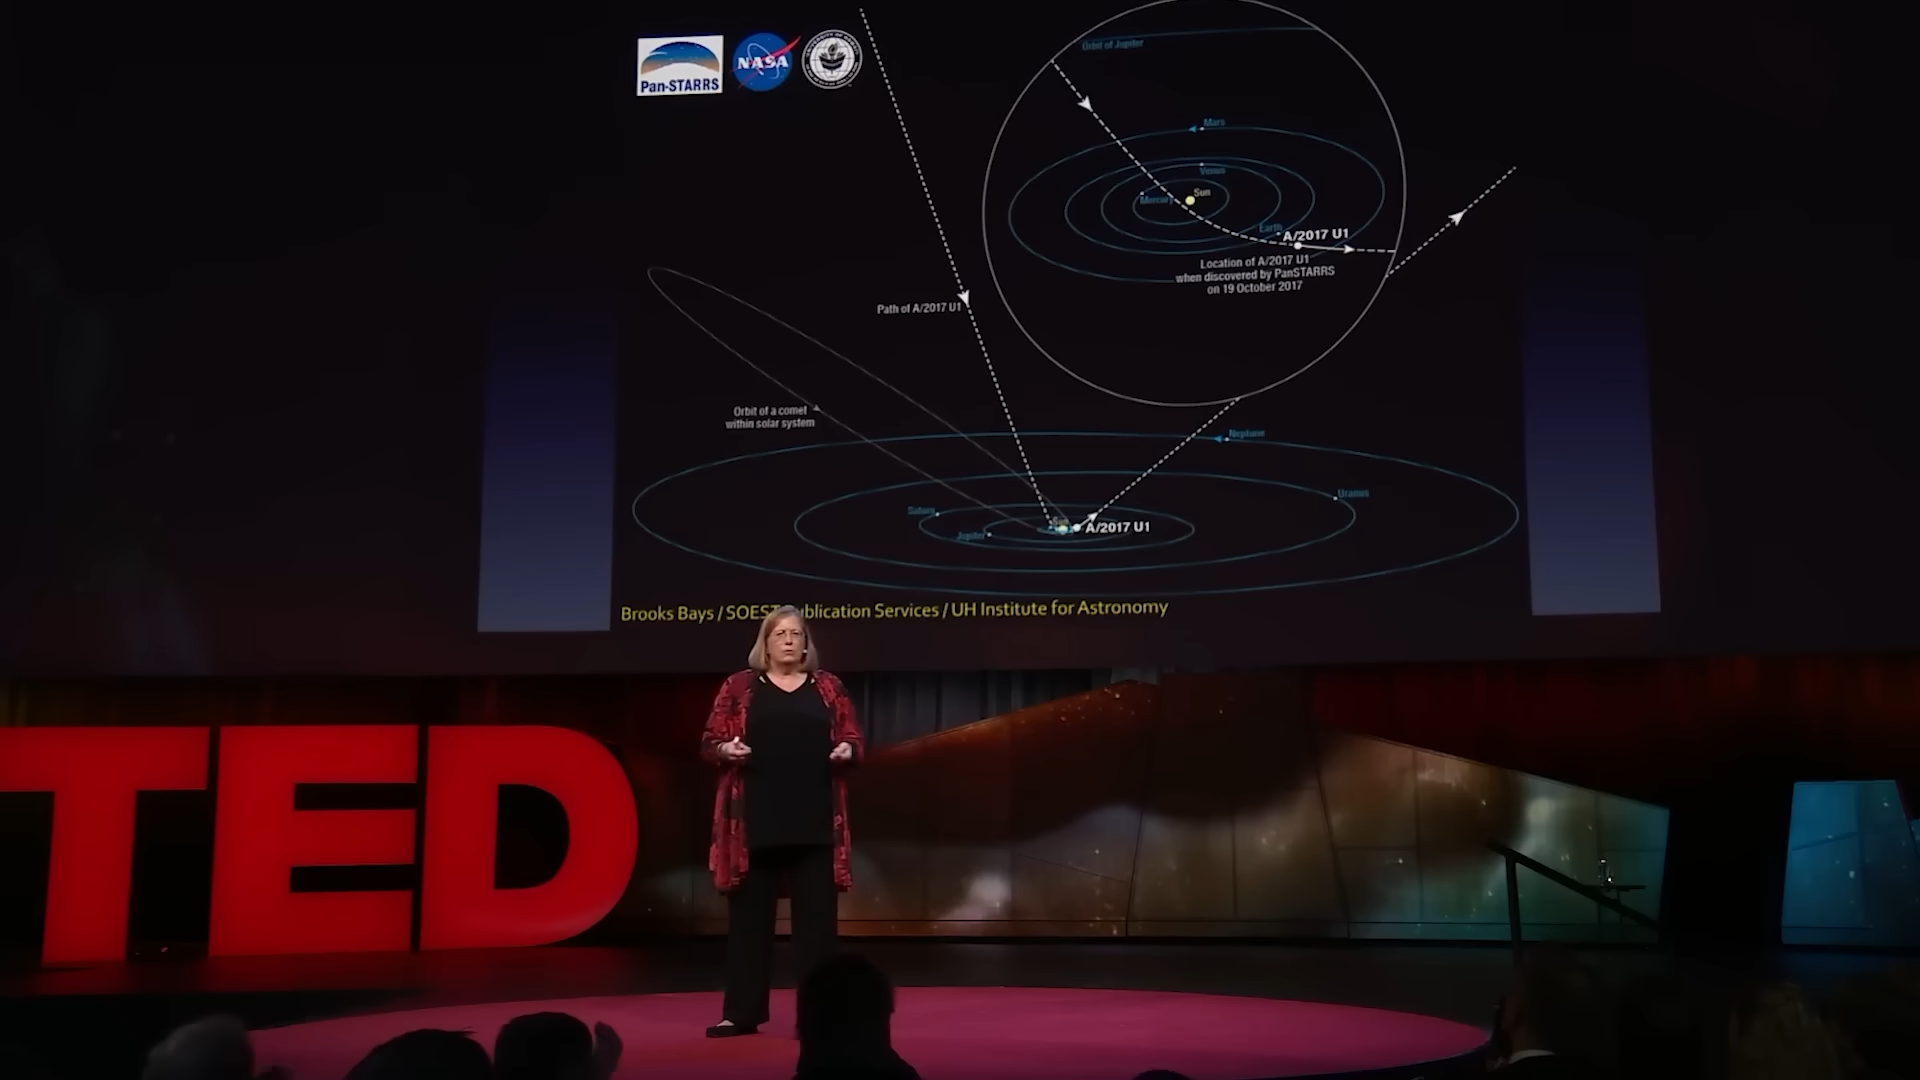 Pan-STARRS
NASA
Orbit of Jupiter
Mars
Venus
Sun
Mercury
Earth
A/2017 U1
Location of A/2017 U1
when discovered by PanSTARRS
on 19 October 2017
Path of A/2017 U1
Orbit of a comet
within solar system
Neptune
Uranus
Saturn
Sun
A/2017 U1
Jupiter
Brooks Bays / SOEST ublication Services / UH Institute for Astronomy
TED